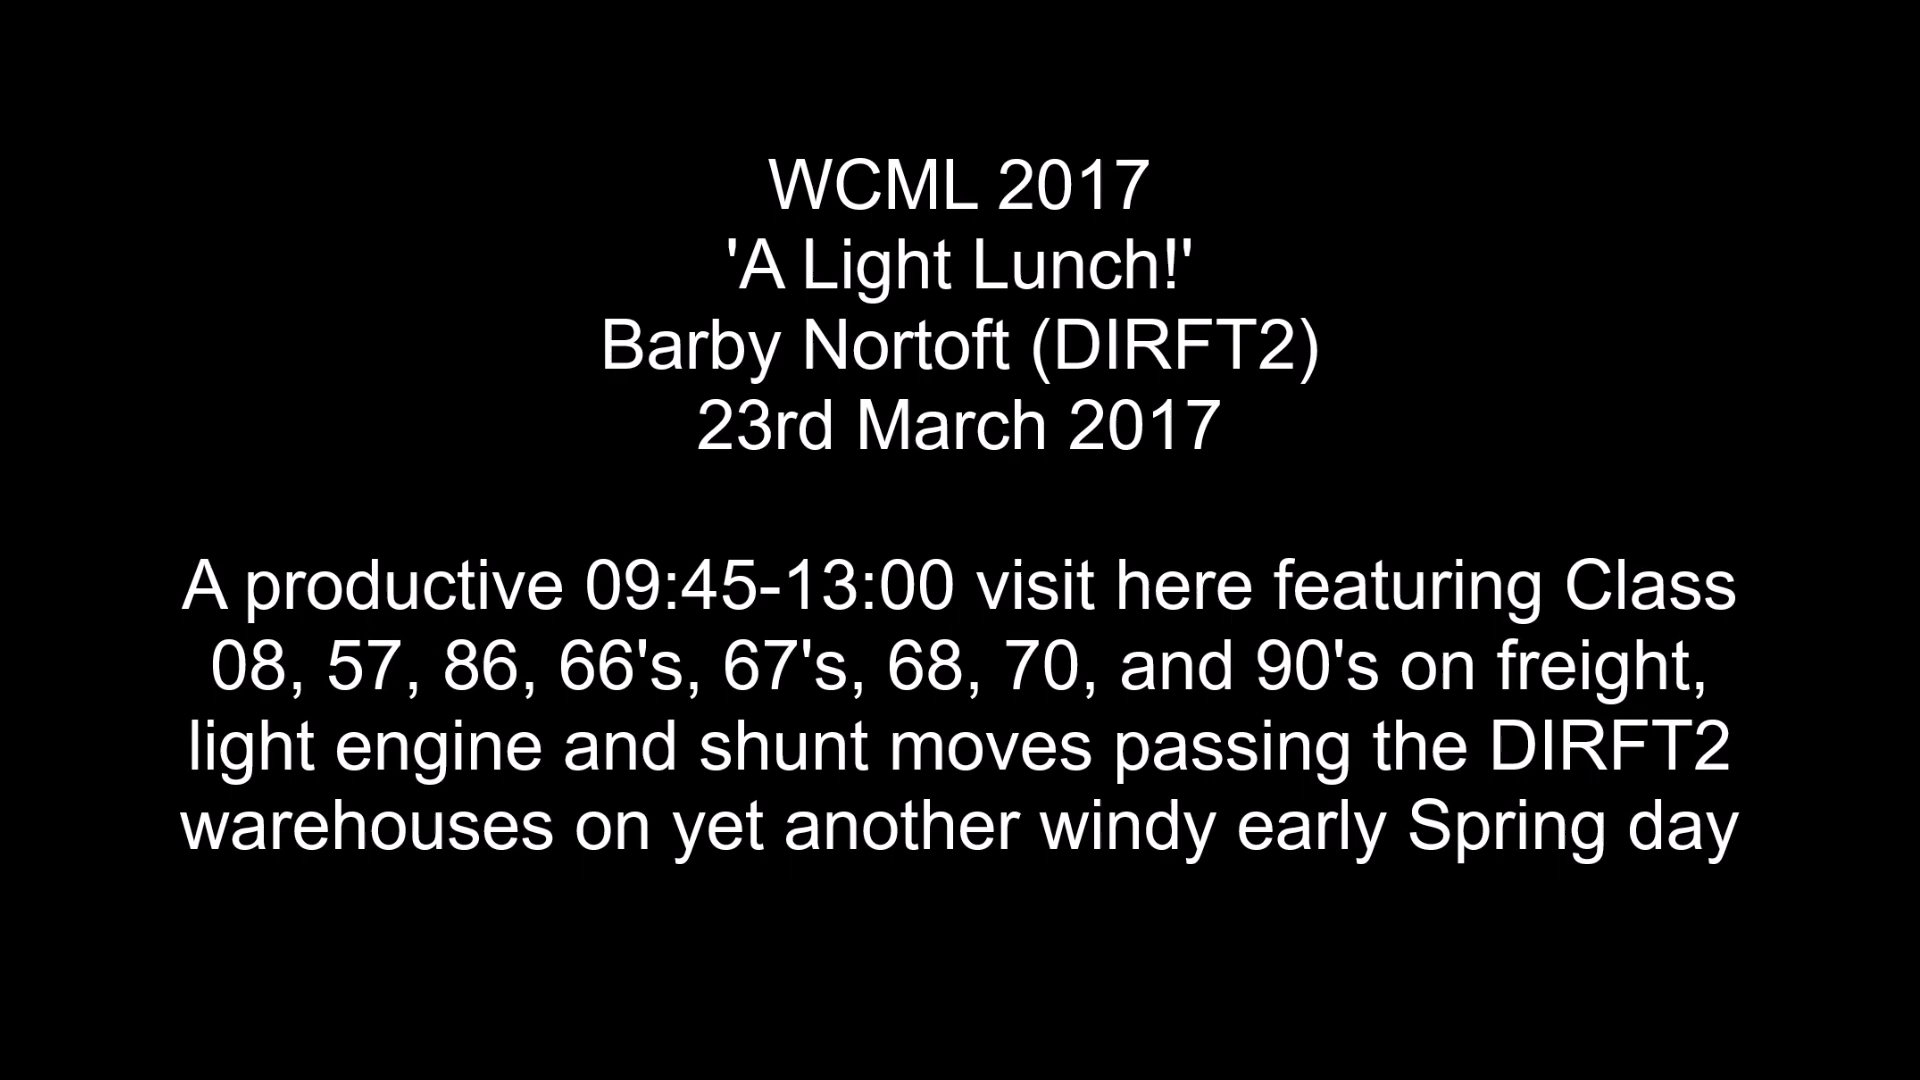 WCML 2017
'A Light Lunch!'
Barby Nortoft (DIRFT2)
23rd March 2017
A productive 09:45-13:00 visit here featuring Class
08, 57, 86, 66's, 67's, 68, 70, and 90's on freight,
light engine and shunt moves passing the DIRFT2
warehouses on yet another windy early Spring day